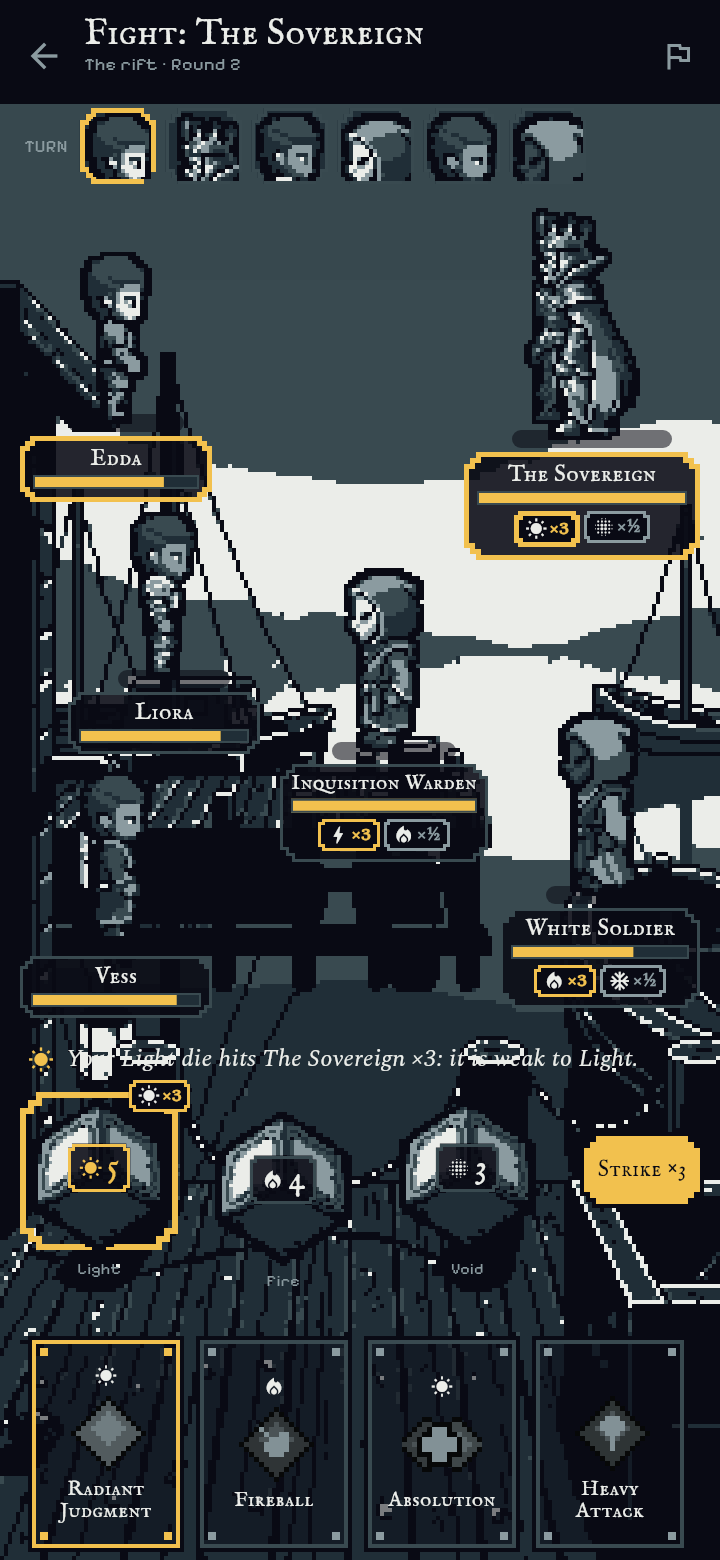 Fight: The Sovereign
The rift · Round 2
TURN
Edda
The Sovereign
×3 ×½
Liora
Inquisition Warden
×3 ×½
White Soldier
×3 ×½
Vess
Your Light die hits The Sovereign ×3: it is weak to Light.
×3
5
4
3
Strike ×3
Light
Fire
Void
Radiant Judgment
Fireball
Absolution
Heavy Attack